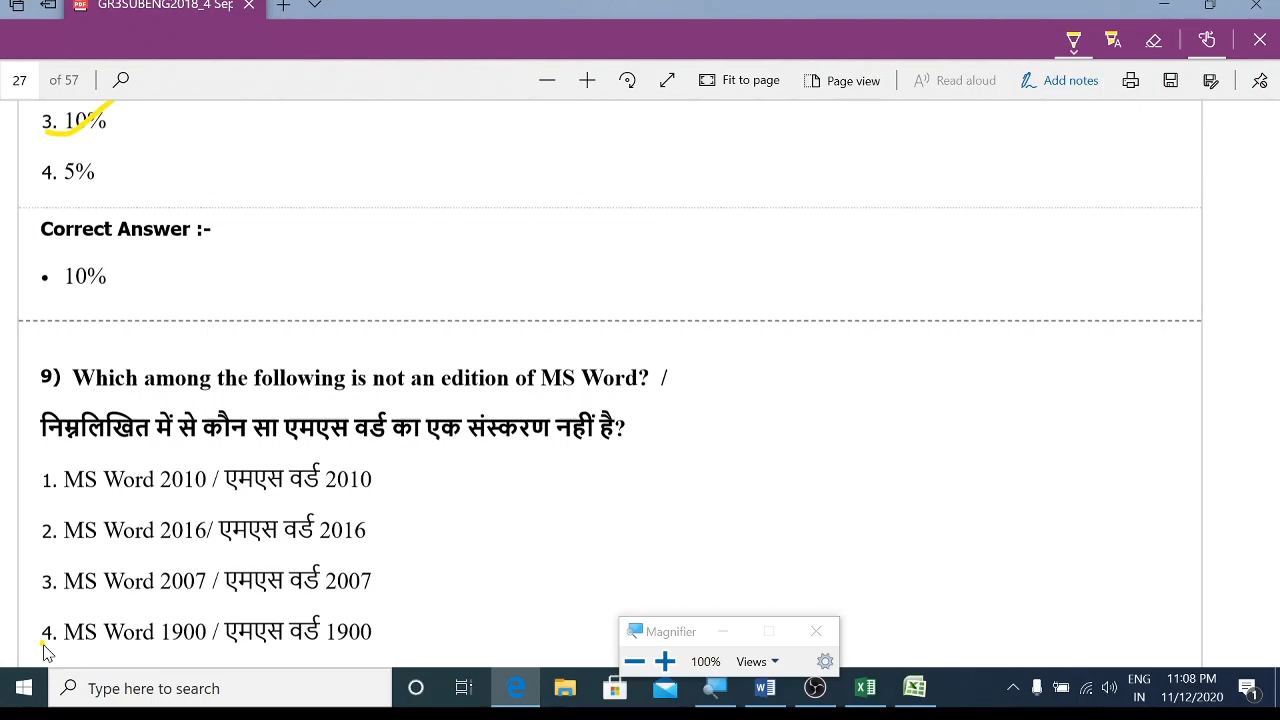 GR3SUBENG2018_4 Sep
27 of 57
Fit to page
Page view
Read aloud
Add notes
3. 10%
4. 5%
Correct Answer :-
• 10%
9) Which among the following is not an edition of MS Word? /
निम्नलिखित में से कौन सा एमएस वर्ड का एक संस्करण नहीं है?
1. MS Word 2010 / एमएस वर्ड 2010
2. MS Word 2016/ एमएस वर्ड 2016
3. MS Word 2007 / एमएस वर्ड 2007
4. MS Word 1900 / एमएस वर्ड 1900
Magnifier
100% Views
Type here to search
ENG
IN
11:08 PM
11/12/2020
1